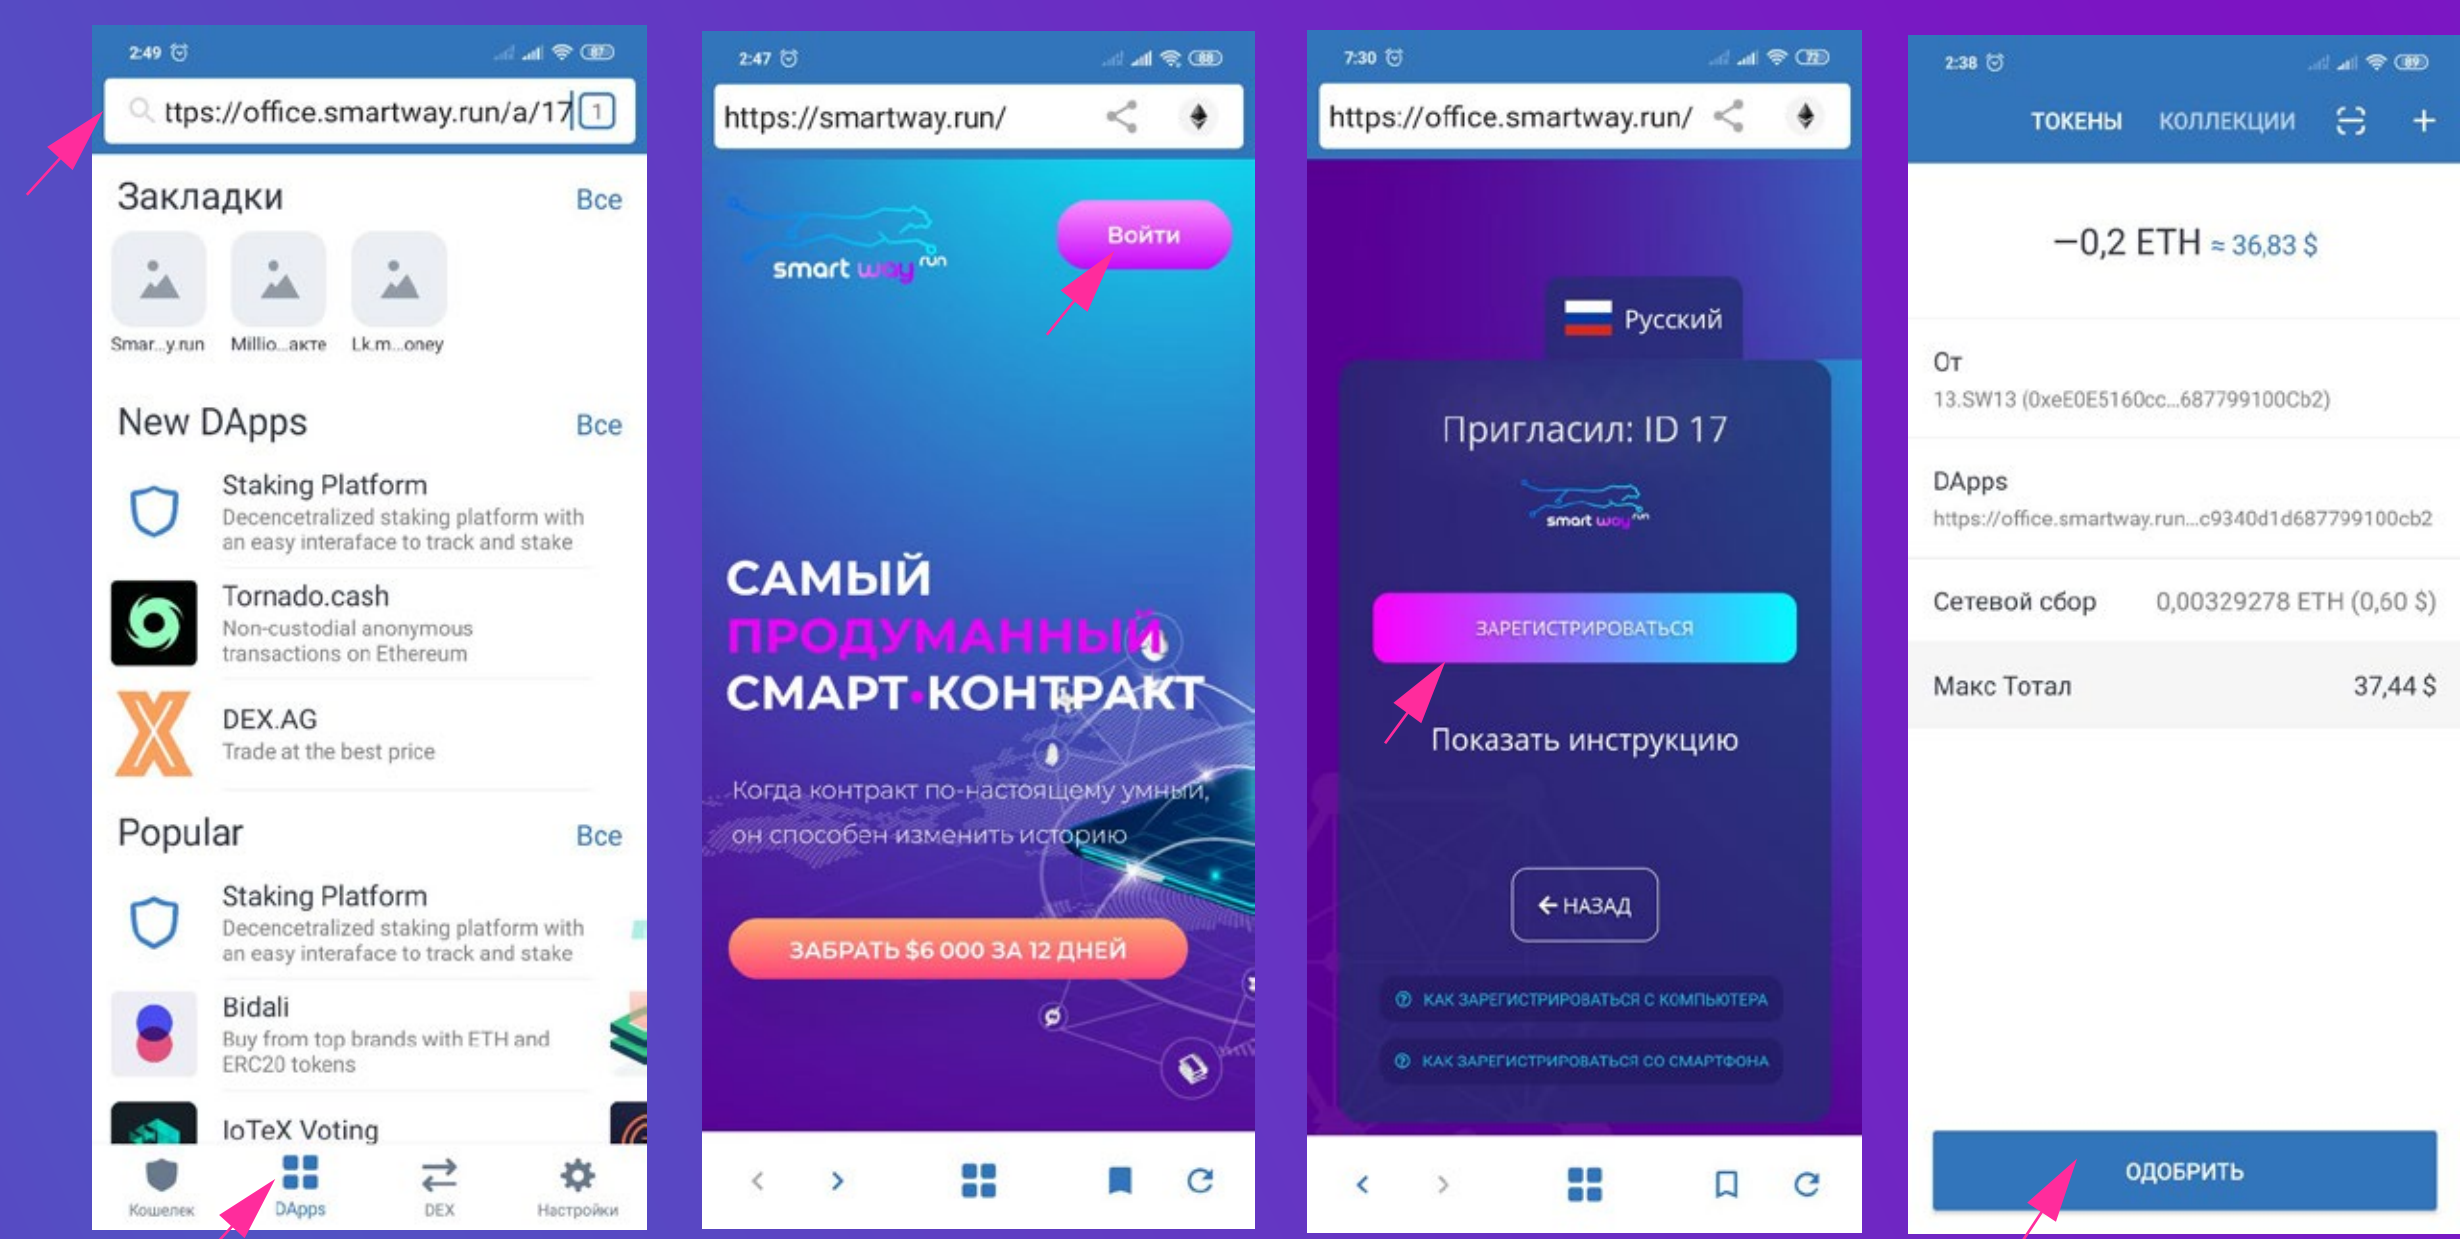 2:49
87
ttps://office.smartway.run/a/17
1
Закладки
Все
Smar...y.run
Millio...акте
Lk.m...oney
New DApps
Все
Staking Platform
Decencetralized staking platform with
an easy interaface to track and stake
Tornado.cash
Non-custodial anonymous
transactions on Ethereum
DEX.AG
Trade at the best price
Popular
Все
Staking Platform
Decencetralized staking platform with
an easy interaface to track and stake
Bidali
Buy from top brands with ETH and
ERC20 tokens
IoTeX Voting
Кошелек
DApps
DEX
Настройки
2:47
88
https://smartway.run/
smart way run
Войти
САМЫЙ
ПРОДУМАННЫЙ
СМАРТ•КОНТРАКТ
Когда контракт по-настоящему умный,
он способен изменить историю
ЗАБРАТЬ $6 000 ЗА 12 ДНЕЙ
7:30
72
https://office.smartway.run/
Русский
Пригласил: ID 17
smart way run
ЗАРЕГИСТРИРОВАТЬСЯ
Показать инструкцию
НАЗАД
КАК ЗАРЕГИСТРИРОВАТЬСЯ С КОМПЬЮТЕРА
КАК ЗАРЕГИСТРИРОВАТЬСЯ СО СМАРТФОНА
2:38
89
ТОКЕНЫ
КОЛЛЕКЦИИ
−0,2 ETH ≈ 36,83 $
От
13.SW13 (0xeE0E5160cc...687799100Cb2)
DApps
https://office.smartway.run...c9340d1d687799100cb2
Сетевой сбор
0,00329278 ETH (0,60 $)
Макс Тотал
37,44 $
ОДОБРИТЬ